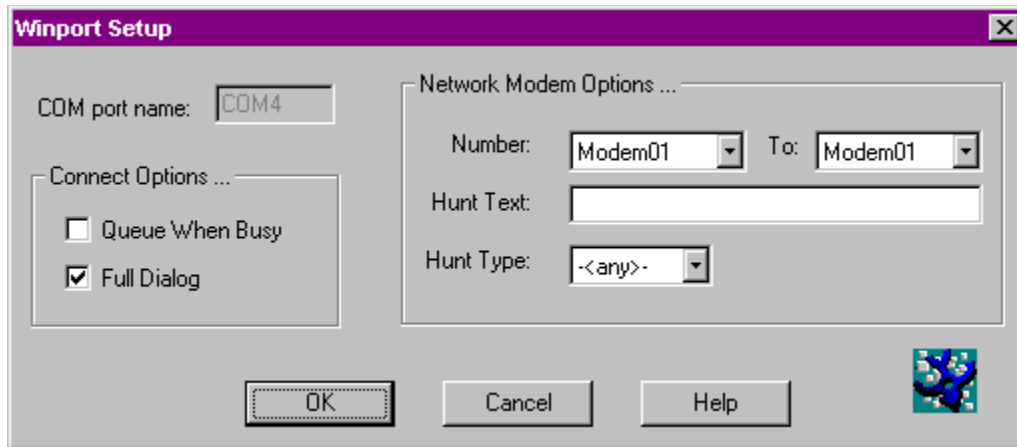 Winport Setup
COM port name: COM4
Connect Options ...
Queue When Busy
Full Dialog
Network Modem Options ...
Number: Modem01 To: Modem01
Hunt Text:
Hunt Type: -<any>-
OK Cancel Help